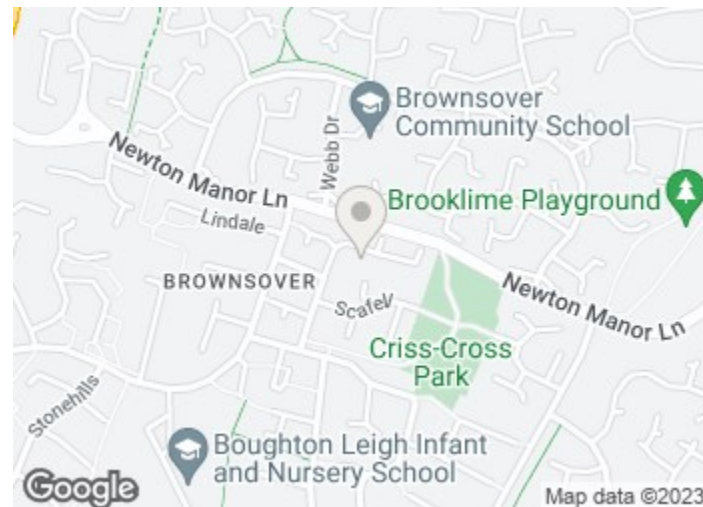 Brownsover
Community School
Webb Dr
Newton Manor Ln
Lindale
Brooklime Playground
BROWNSOVER
Scafell
Newton Manor Ln
Criss-Cross
Park
Stonehills
Boughton Leigh Infant
and Nursery School
Google
Map data ©2023